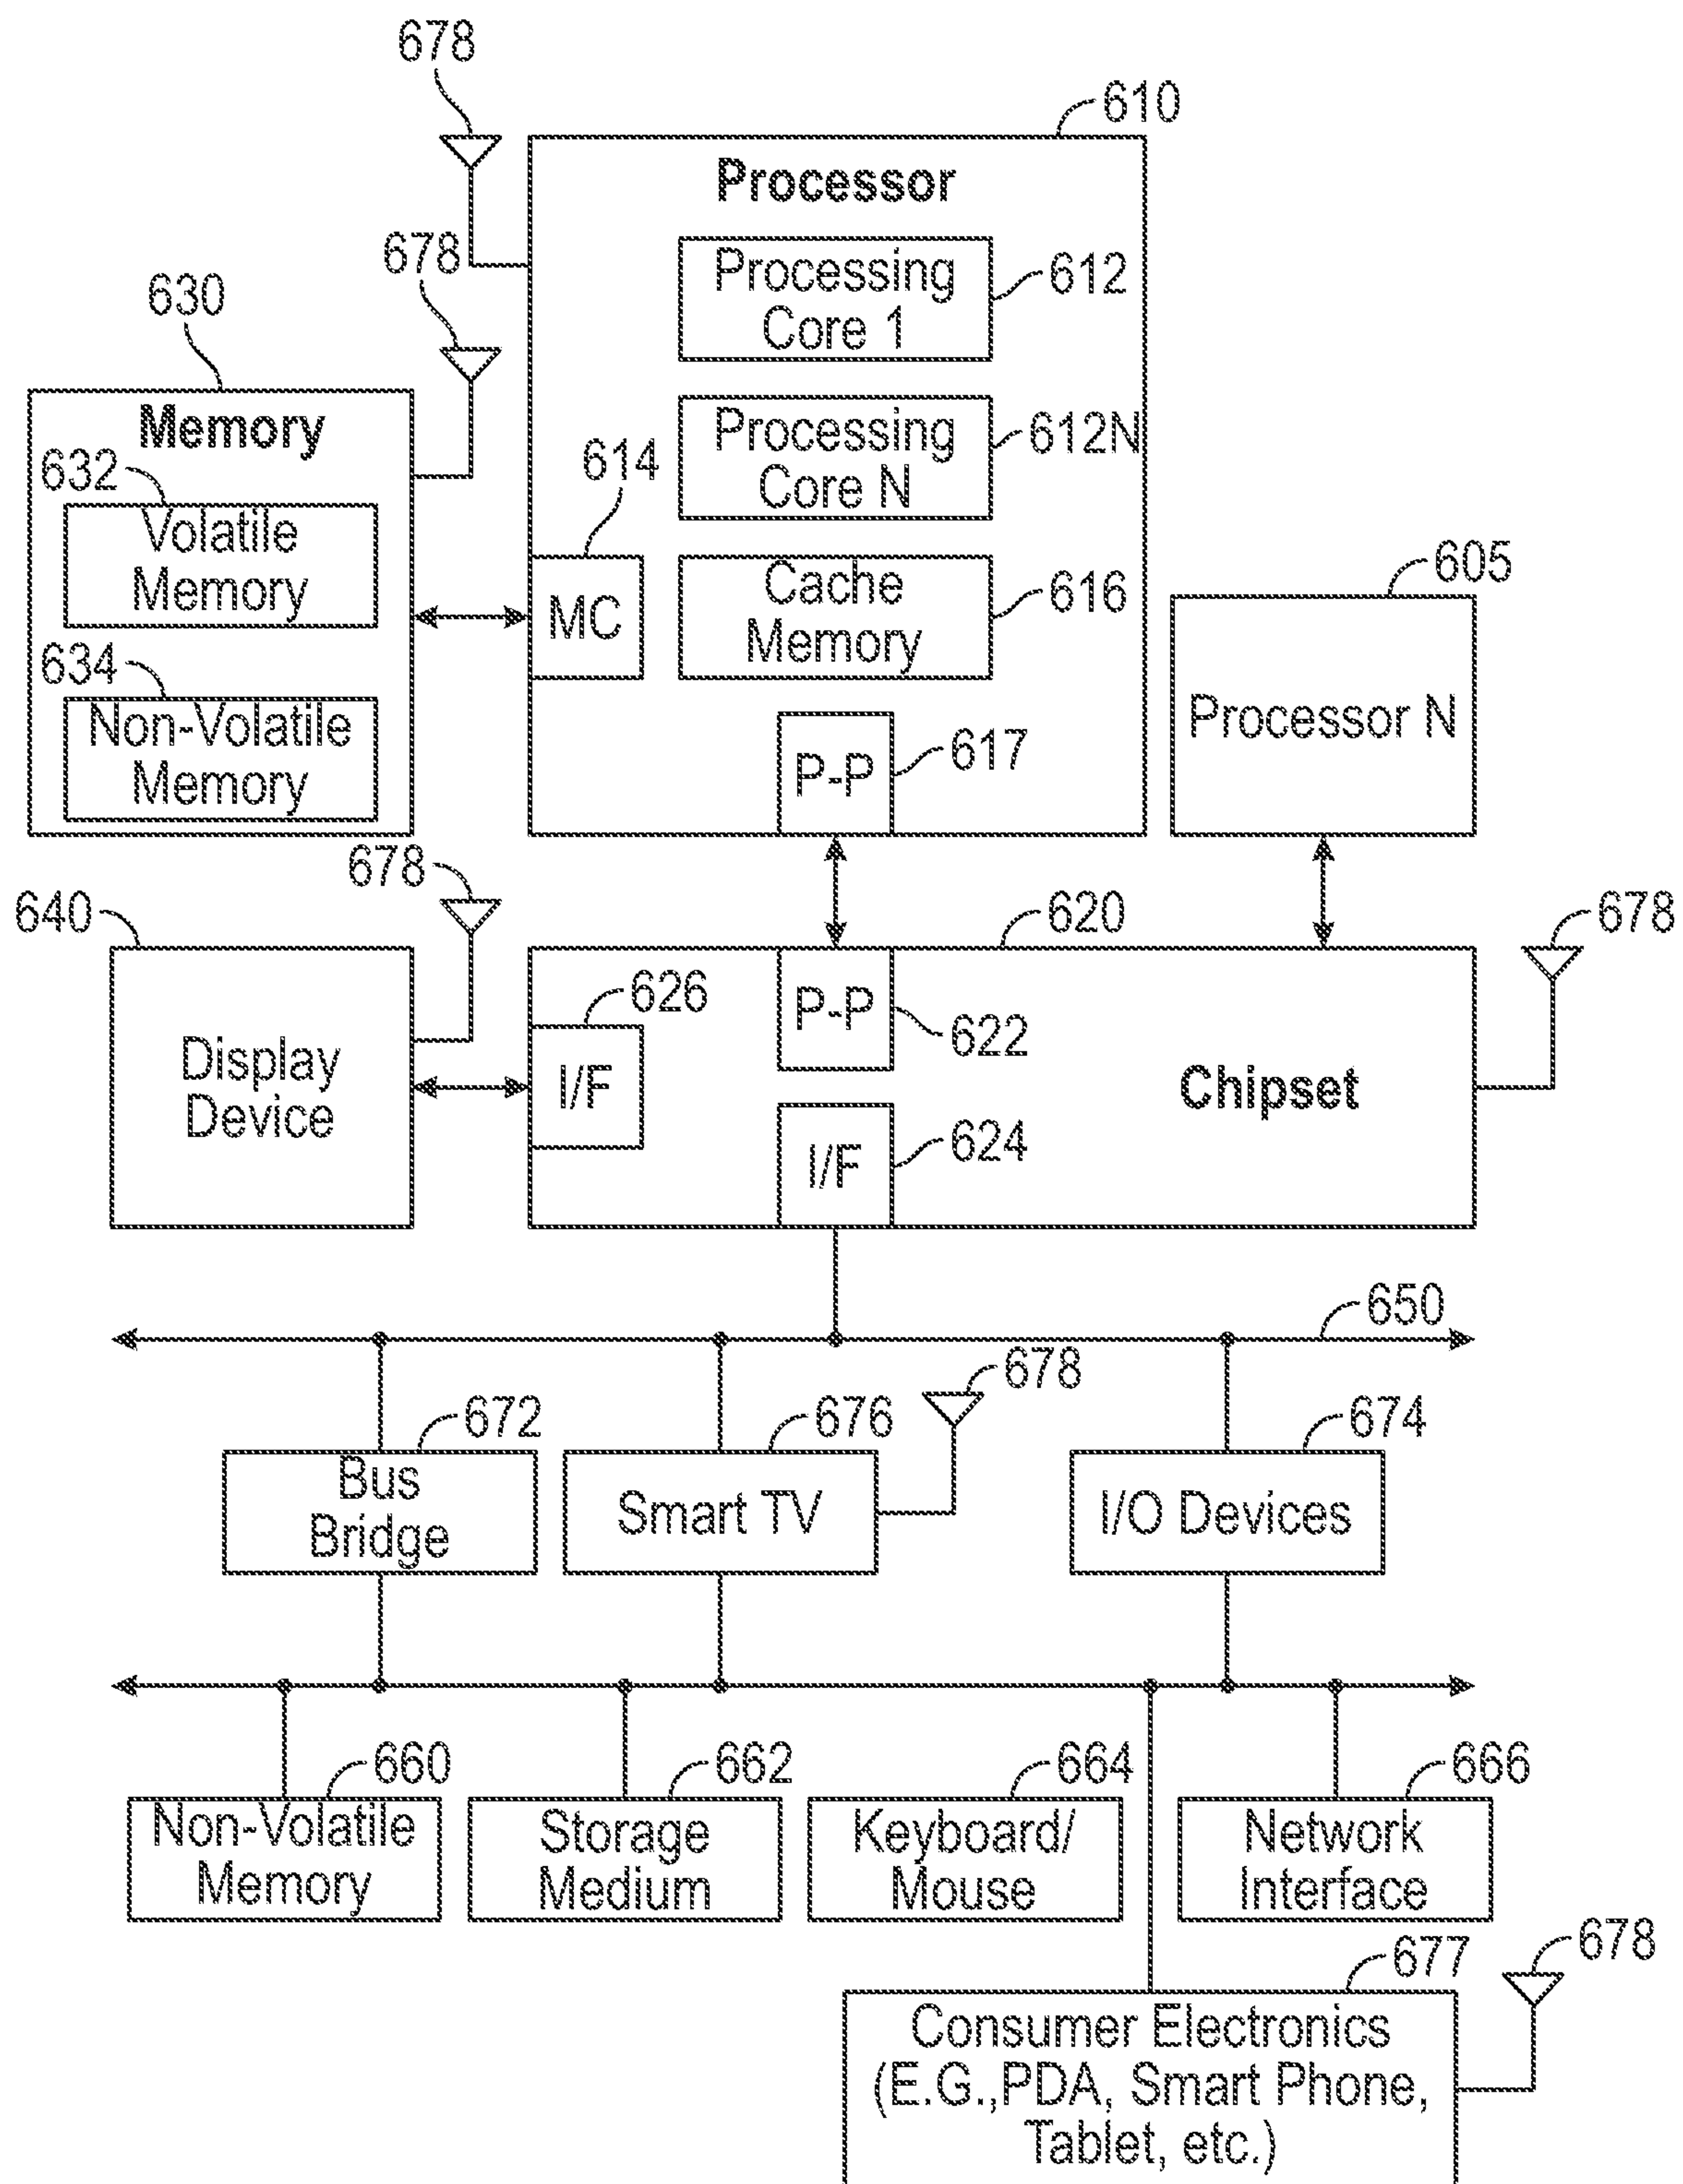 678
610
Processor
678
Processing
Core 1
612
630
Memory
Processing
Core N
612N
614
632
Volatile
Memory
MC
Cache
Memory
616
605
634
Non-Volatile
Memory
P-P
617
Processor N
678
640
620
678
626
P-P
622
Display
Device
I/F
Chipset
I/F
624
650
678
672
676
674
Bus
Bridge
Smart TV
I/O Devices
660
662
664
666
Non-Volatile
Memory
Storage
Medium
Keyboard/
Mouse
Network
Interface
677
678
Consumer Electronics
(E.G.,PDA, Smart Phone,
Tablet, etc.)